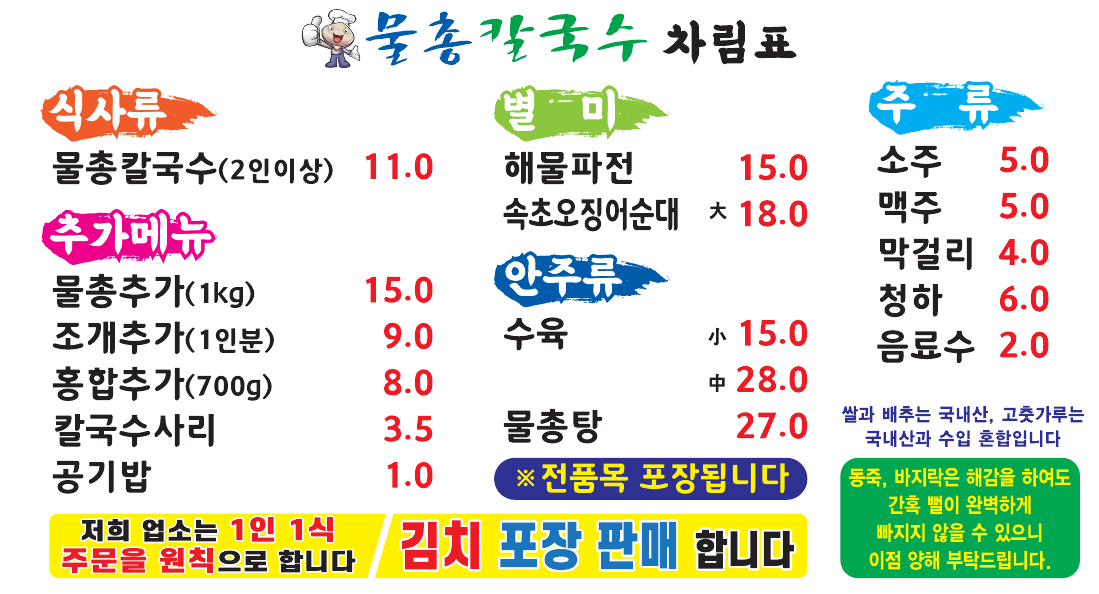 물총칼국수 차림표
식사류
물총칼국수(2인이상) 11.0
추가메뉴
물총추가(1kg) 15.0
조개추가(1인분) 9.0
홍합추가(700g) 8.0
칼국수사리 3.5
공기밥 1.0
별 미
해물파전 15.0
속초오징어순대 大 18.0
안주류
수육 小 15.0
中 28.0
물총탕 27.0
※전품목 포장됩니다
주 류
소주 5.0
맥주 5.0
막걸리 4.0
청하 6.0
음료수 2.0
쌀과 배추는 국내산, 고춧가루는
국내산과 수입 혼합입니다
동죽, 바지락은 해감을 하여도
간혹 뻘이 완벽하게
빠지지 않을 수 있으니
이점 양해 부탁드립니다.
저희 업소는 1인 1식
주문을 원칙으로 합니다
김치 포장 판매 합니다